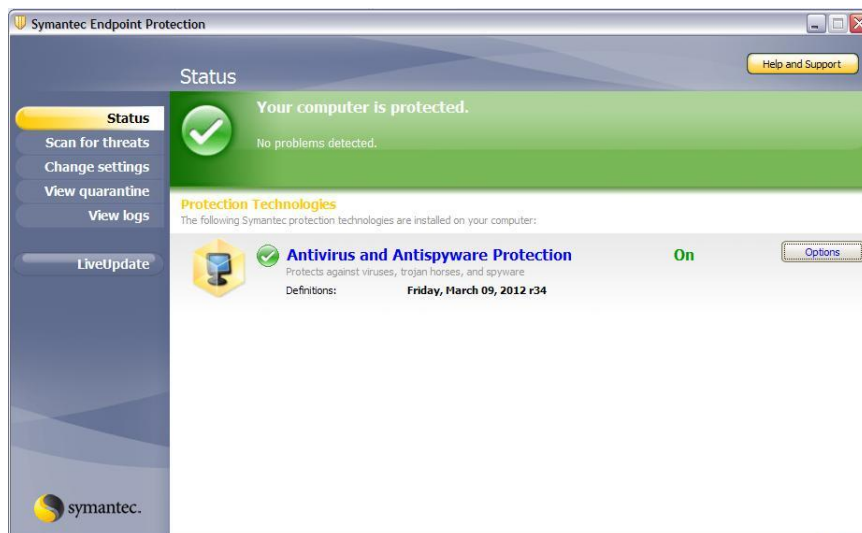 Symantec Endpoint Protection
Status
Help and Support
Status
Scan for threats
Change settings
View quarantine
View logs
LiveUpdate
Your computer is protected.
No problems detected.
Protection Technologies
The following Symantec protection technologies are installed on your computer:
Antivirus and Antispyware Protection
On
Options
Protects against viruses, trojan horses, and spyware
Definitions: Friday, March 09, 2012 r34
symantec.